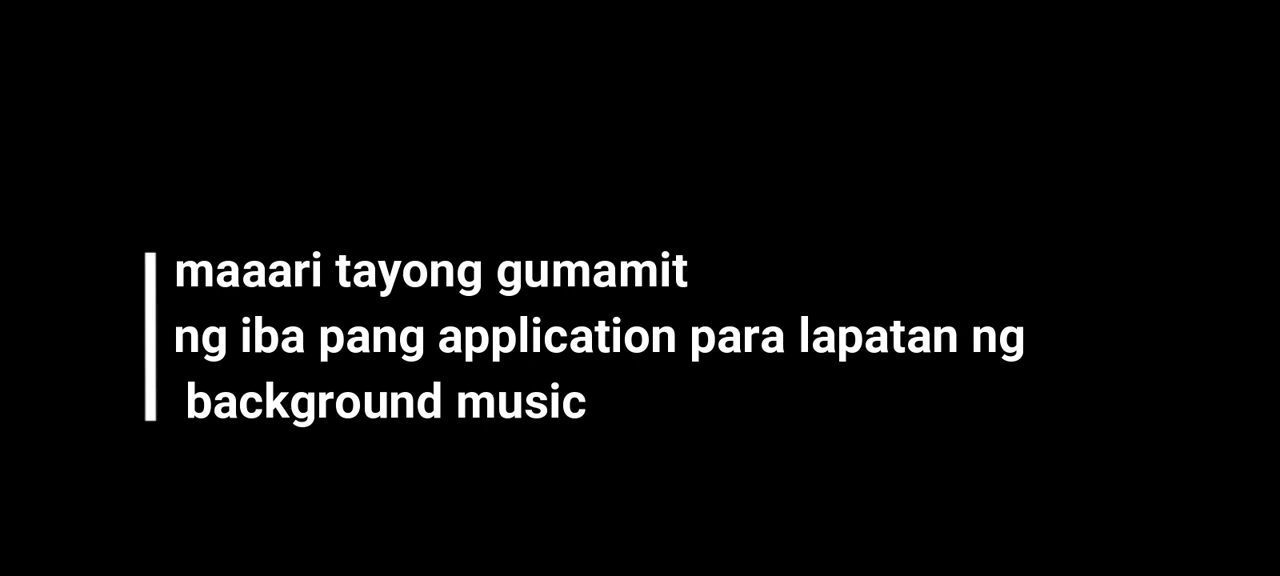 maaari tayong gumamit
ng iba pang application para lapatan ng
background music